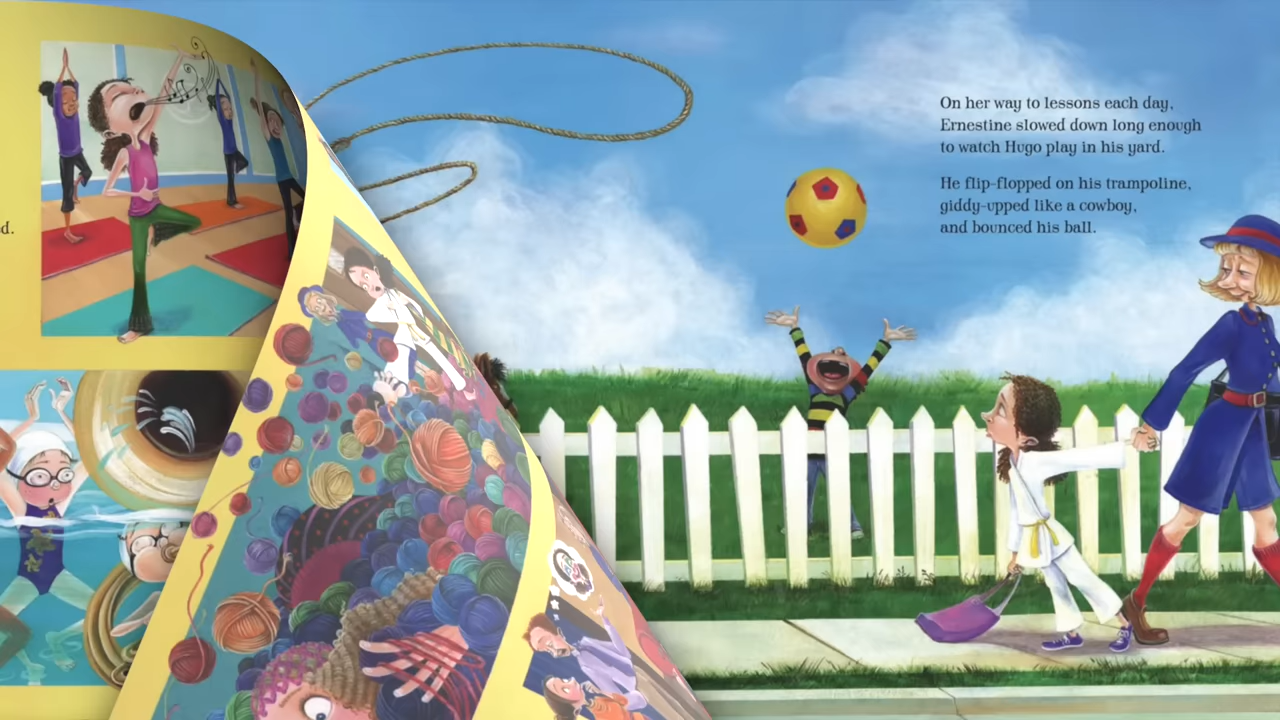 d.
On her way to lessons each day,
Ernestine slowed down long enough
to watch Hugo play in his yard.
He flip-flopped on his trampoline,
giddy-upped like a cowboy,
and bounced his ball.